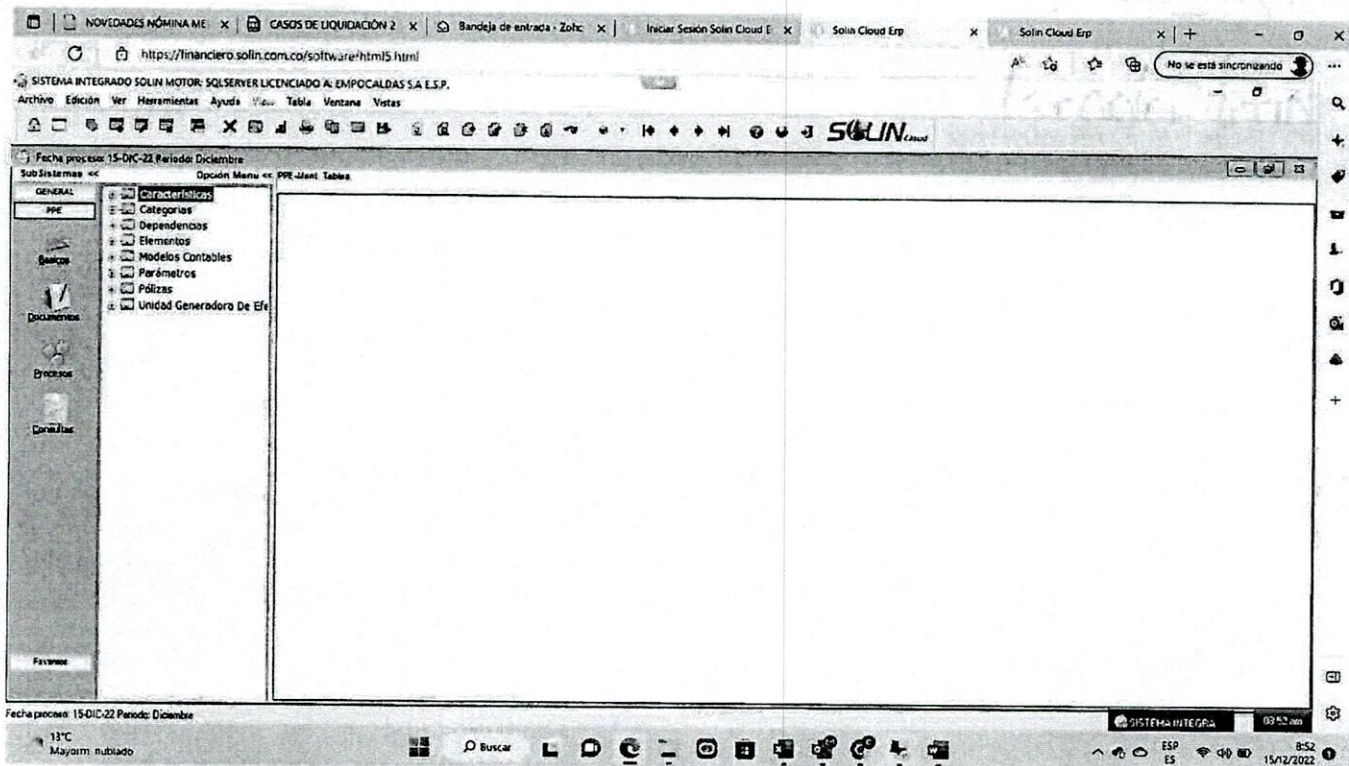 NOVEDADES NÓMINA ME
CASOS DE LIQUIDACIÓN 2
Bandeja de entrada - Zoho
Iniciar Sesión Solin Cloud E
Solin Cloud Erp
Solin Cloud Erp
https://financiero.solin.com.co/software/html5.html
No se está sincronizando
SISTEMA INTEGRADO SOLIN MOTOR: SQLSERVER LICENCIADO A: EMPOCALDAS S.A E.S.P.
Archivo Edición Ver Herramientas Ayuda Tabla Ventana Vistas
SOLIN Cloud
Fecha proceso: 15-DIC-22 Periodo: Diciembre
SubSistemas <<
Opción Menu <<
GENERAL
PPE
Básicos
Documentos
Procesos
Consultas
Favoritos
Características
Categorias
Dependencias
Elementos
Modelos Contables
Parámetros
Pólizas
Unidad Generadora De Efe
Fecha proceso: 15-DIC-22 Periodo: Diciembre
SISTEMA INTEGRA
13°C
Mayorm. nublado
Buscar
ESP
ES
8:52
15/12/2022